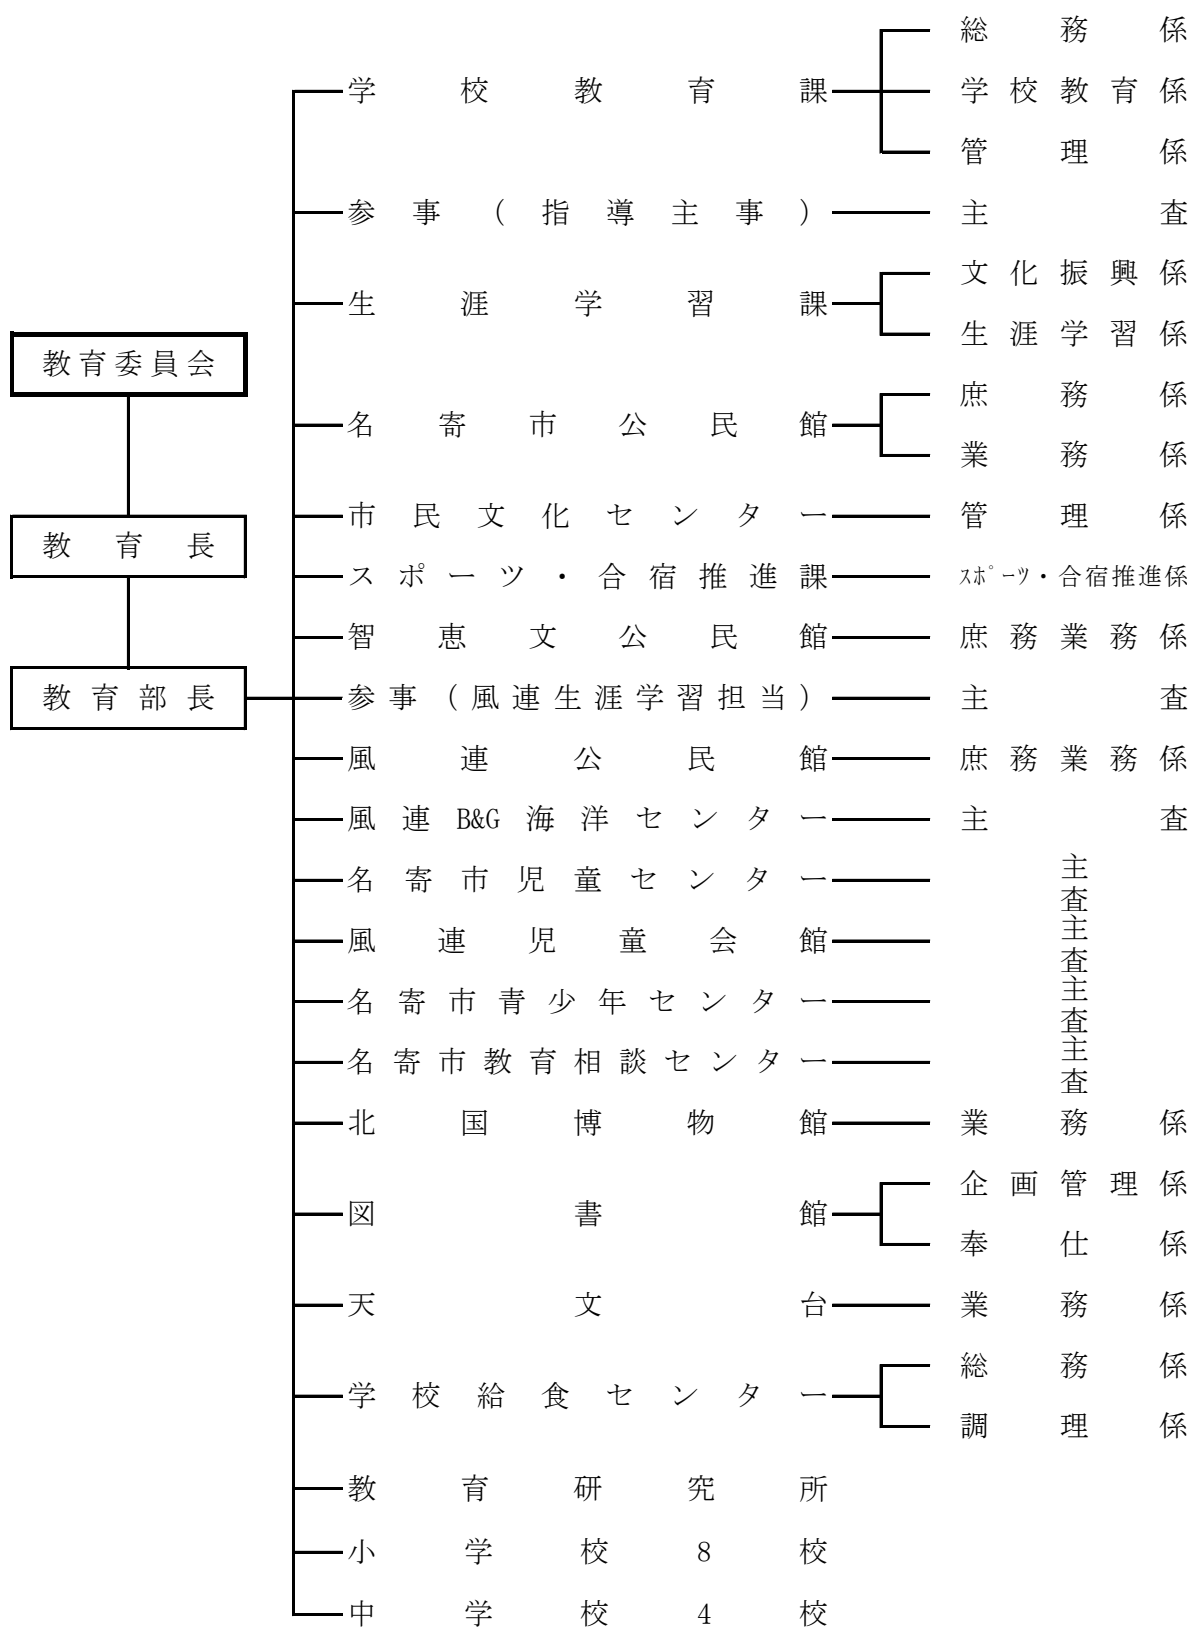 総務係
学校教育課 学校教育係
管理係
参事(指導主事) 主査
文化振興係
生涯学習課
生涯学習係
教育委員会
庶務係
名寄市公民館
業務係
市民文化センター 管理係
教育長
スポーツ・合宿推進課 スポーツ・合宿推進係
智恵文公民館 庶務業務係
教育部長 参事(風連生涯学習担当) 主査
風連公民館 庶務業務係
風連B&G海洋センター 主査
名寄市児童センター 主査
風連児童会館 主査
名寄市青少年センター 主査
名寄市教育相談センター 主査
北国博物館 業務係
企画管理係
図書館
奉仕係
天文台 業務係
総務係
学校給食センター
調理係
教育研究所
小学校8校
中学校4校